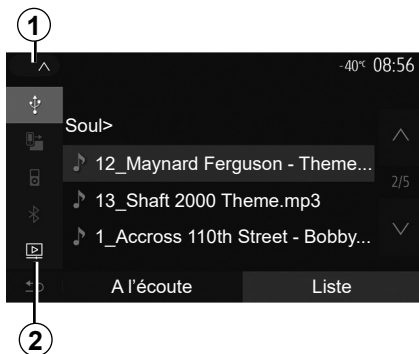 1
-40°C 08:56
Soul>
12_Maynard Ferguson - Theme...
13_Shaft 2000 Theme.mp3
2/5
1_Accross 110th Street - Bobby...
A l'écoute Liste
2